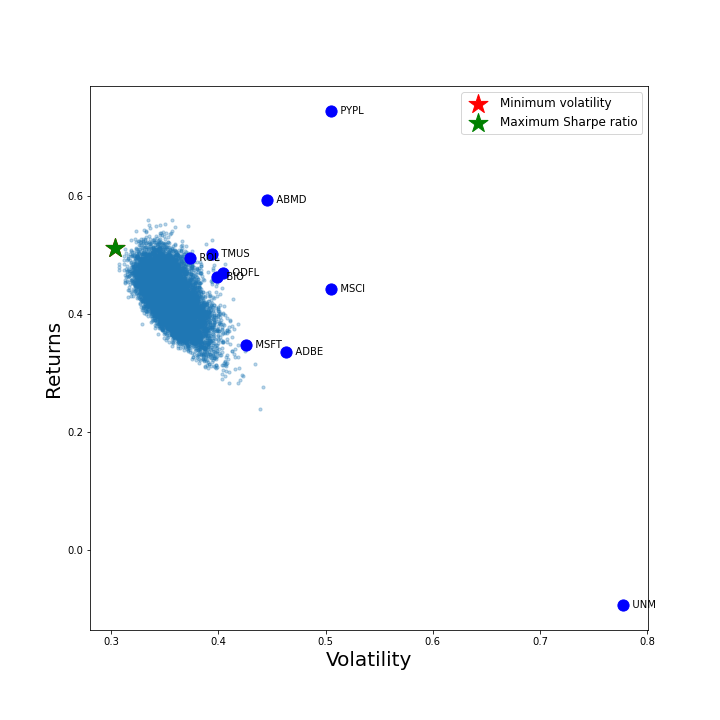 Minimum volatility
Maximum Sharpe ratio
PYPL
ABMD
TMUS
ROL
ODFL
BIO
MSCI
MSFT
ADBE
UNM
Returns
0.6
0.4
0.2
0.0
0.3
0.4
0.5
0.6
0.7
0.8
Volatility